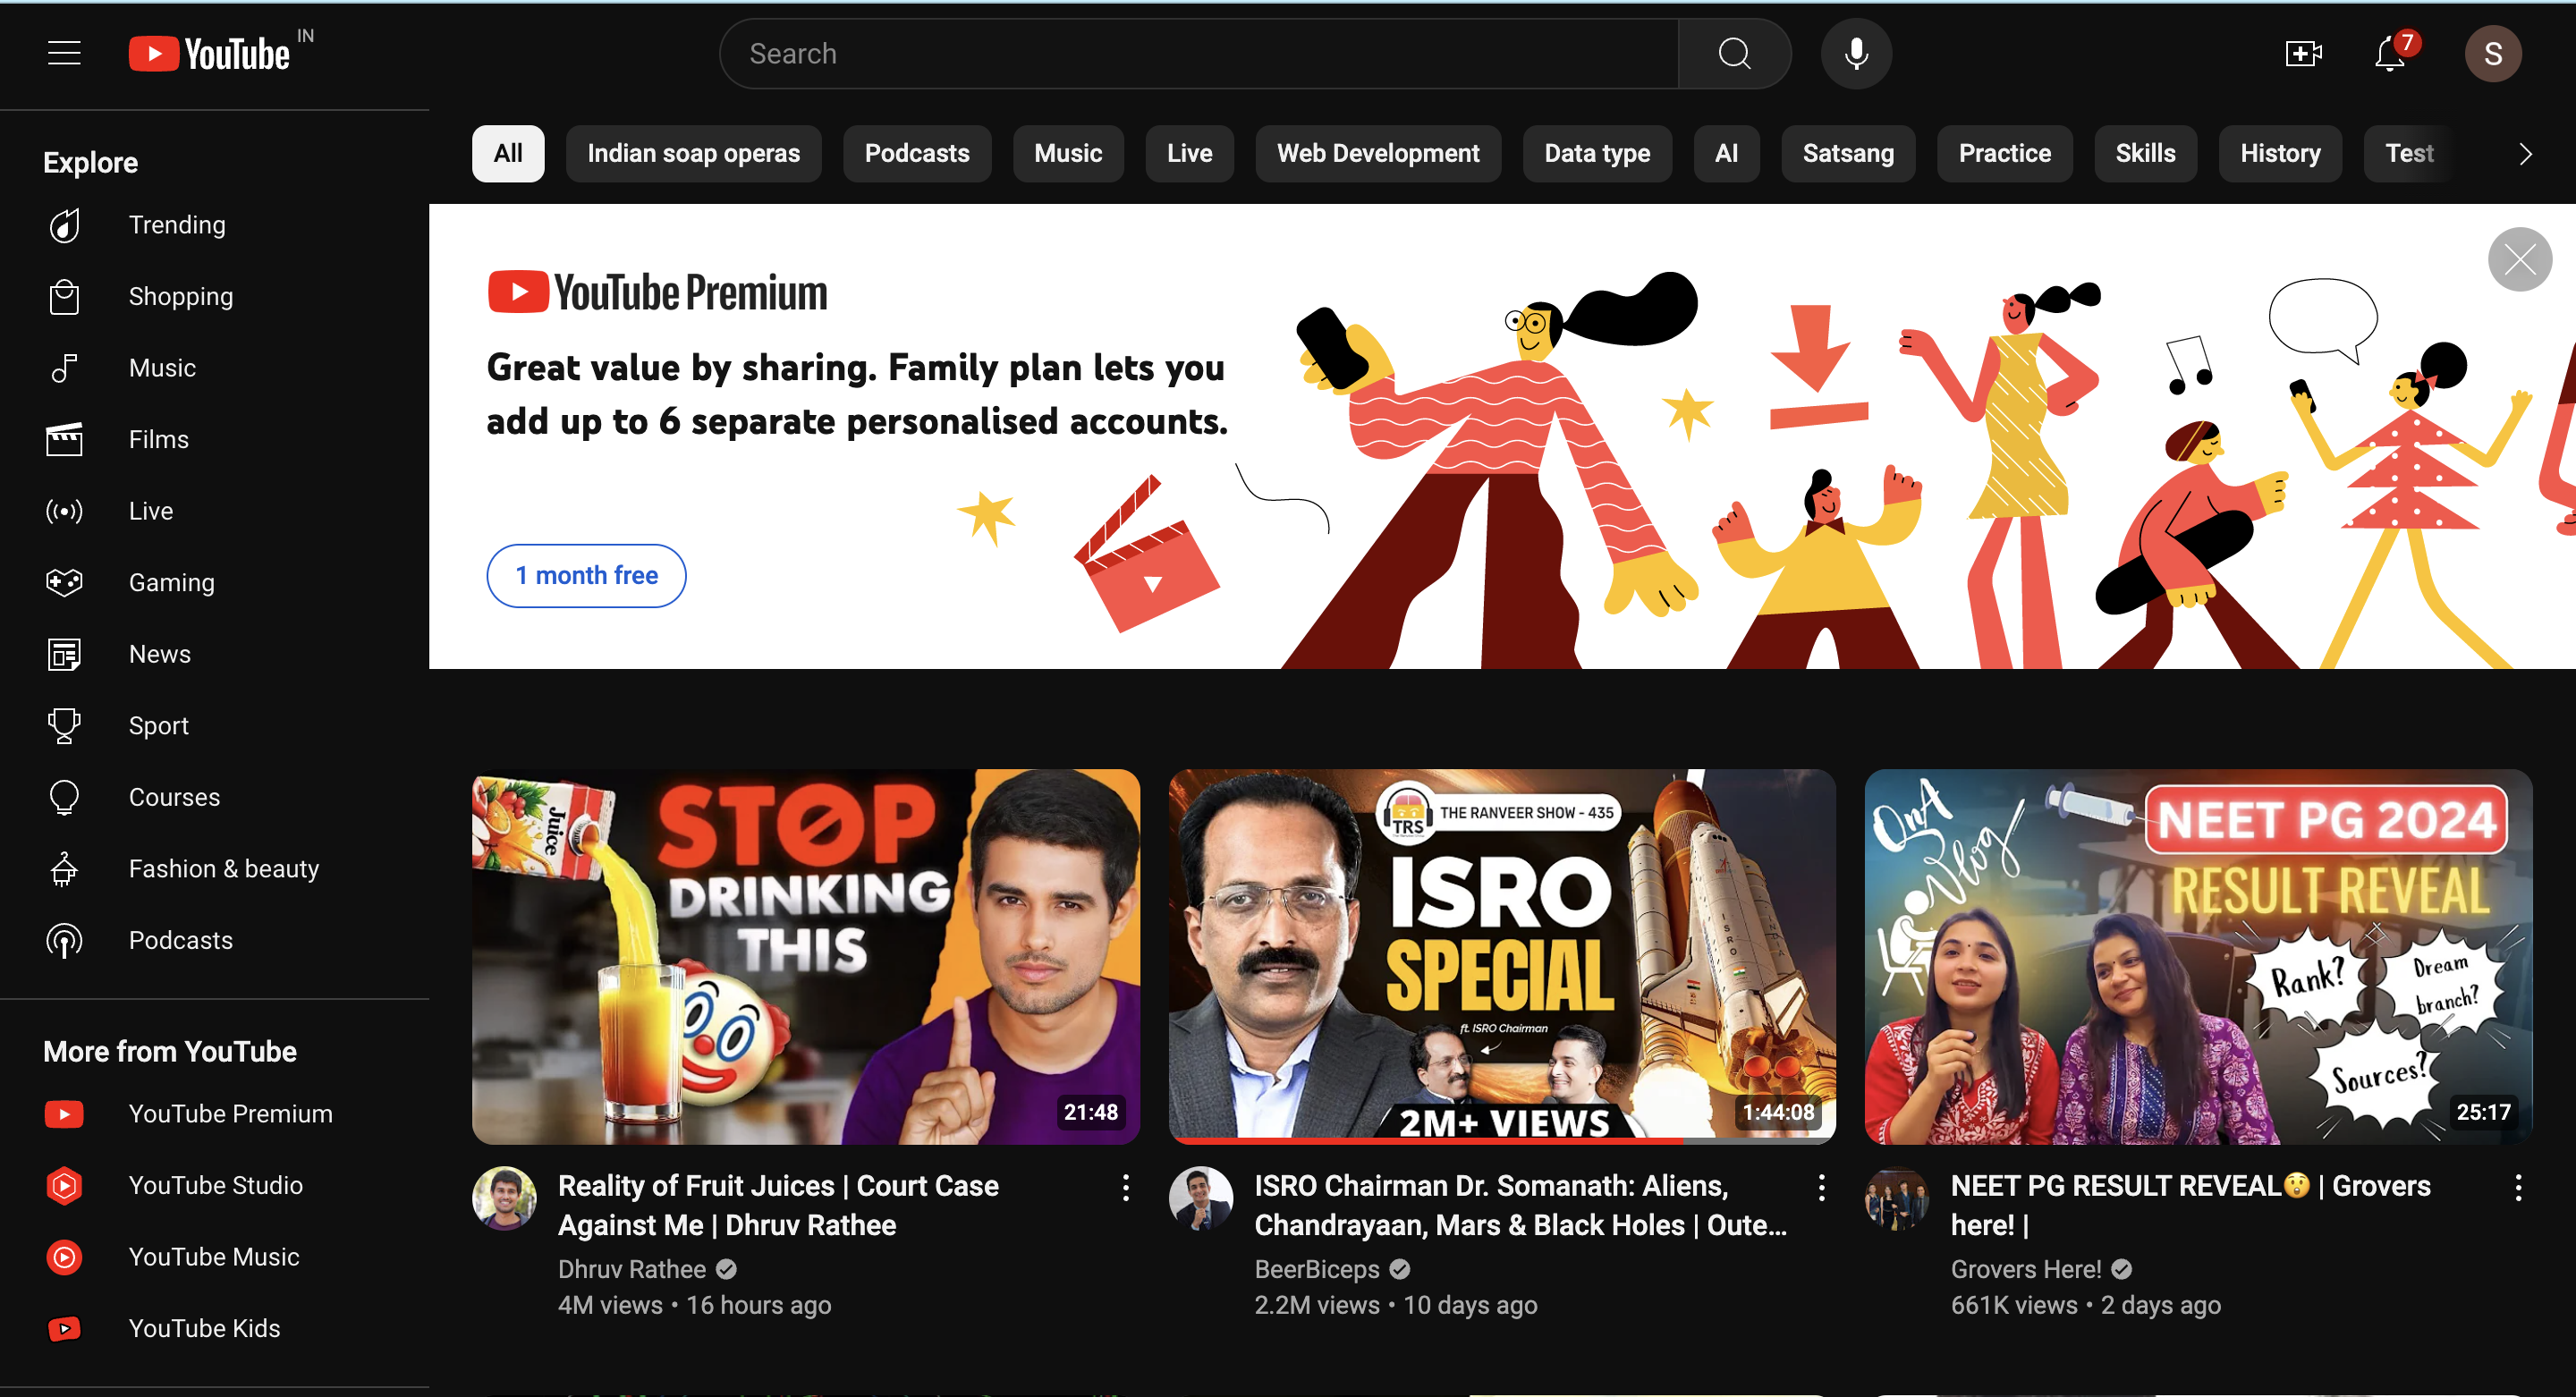 YouTube IN
Search
7
S
Explore
Trending
Shopping
Music
Films
Live
Gaming
News
Sport
Courses
Fashion & beauty
Podcasts
More from YouTube
YouTube Premium
YouTube Studio
YouTube Music
YouTube Kids
All Indian soap operas Podcasts Music Live Web Development Data type AI Satsang Practice Skills History Test
YouTube Premium
Great value by sharing. Family plan lets you
add up to 6 separate personalised accounts.
1 month free
Juice
STOP
DRINKING
THIS
21:48
Reality of Fruit Juices | Court Case
Against Me | Dhruv Rathee
Dhruv Rathee
4M views • 16 hours ago
TRS
THE RANVEER SHOW - 435
ISRO
SPECIAL
ft. ISRO Chairman
ISRO
2M+ VIEWS
1:44:08
ISRO Chairman Dr. Somanath: Aliens,
Chandrayaan, Mars & Black Holes | Oute...
BeerBiceps
2.2M views • 10 days ago
QnA
Vlog
NEET PG 2024
RESULT REVEAL
Rank?
Dream
branch?
Sources?
25:17
NEET PG RESULT REVEAL😲 | Grovers
here! |
Grovers Here!
661K views • 2 days ago